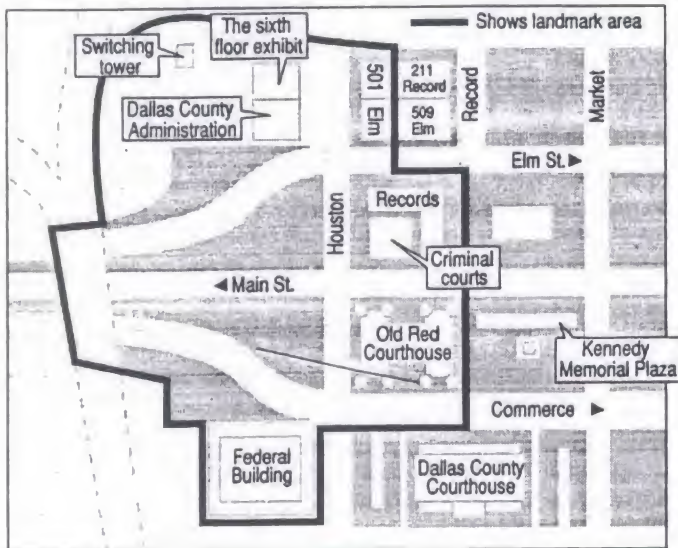 Shows landmark area
The sixth
floor exhibit
Switching
tower
Dallas County
Administration
501 Elm
211
Record
509
Elm
Record
Market
Elm St.
Houston
Records
Criminal
courts
Main St.
Old Red
Courthouse
Kennedy
Memorial Plaza
Commerce
Federal
Building
Dallas County
Courthouse